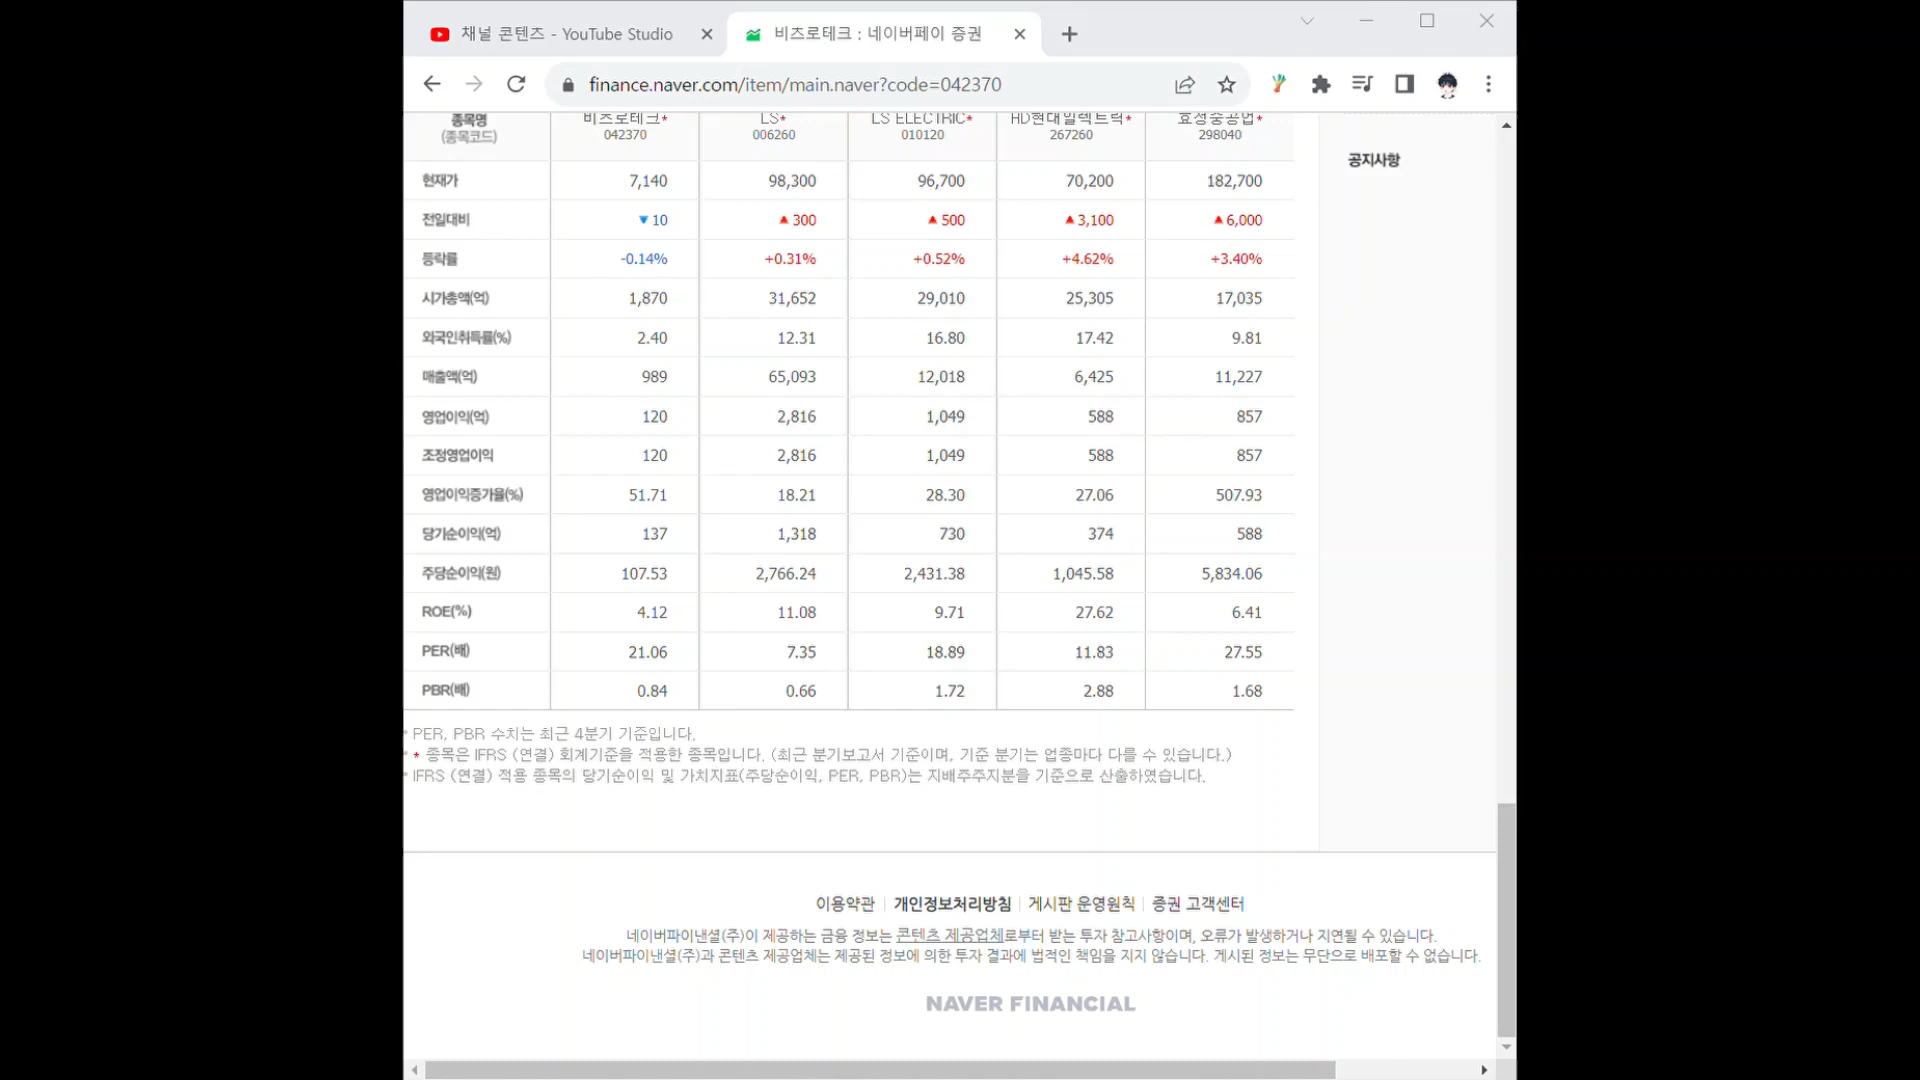 채널 콘텐츠 - YouTube Studio
비즈로테크 : 네이버페이 증권
finance.naver.com/item/main.naver?code=042370
종목명 비츠로테크* LS* LS ELECTRIC* HD현대일렉트릭* 효성중공업*
(종목코드) 042370 006260 010120 267260 298040
현재가 7,140 98,300 96,700 70,200 182,700
전일대비 ▼10 ▲300 ▲500 ▲3,100 ▲6,000
등락률 -0.14% +0.31% +0.52% +4.62% +3.40%
시가총액(억) 1,870 31,652 29,010 25,305 17,035
외국인취득률(%) 2.40 12.31 16.80 17.42 9.81
매출액(억) 989 65,093 12,018 6,425 11,227
영업이익(억) 120 2,816 1,049 588 857
조정영업이익 120 2,816 1,049 588 857
영업이익증가율(%) 51.71 18.21 28.30 27.06 507.93
당기순이익(억) 137 1,318 730 374 588
주당순이익(원) 107.53 2,766.24 2,431.38 1,045.58 5,834.06
ROE(%) 4.12 11.08 9.71 27.62 6.41
PER(배) 21.06 7.35 18.89 11.83 27.55
PBR(배) 0.84 0.66 1.72 2.88 1.68
* PER, PBR 수치는 최근 4분기 기준입니다.
* * 종목은 IFRS (연결) 회계기준을 적용한 종목입니다. (최근 분기보고서 기준이며, 기준 분기는 업종마다 다를 수 있습니다.)
* IFRS (연결) 적용 종목의 당기순이익 및 가치지표(주당순이익, PER, PBR)는 지배주주지분을 기준으로 산출하였습니다.
공지사항
이용약관 | 개인정보처리방침 | 게시판 운영원칙 | 증권 고객센터
네이버파이낸셜(주)이 제공하는 금융 정보는 콘텐츠 제공업체로부터 받는 투자 참고사항이며, 오류가 발생하거나 지연될 수 있습니다.
네이버파이낸셜(주)과 콘텐츠 제공업체는 제공된 정보에 의한 투자 결과에 법적인 책임을 지지 않습니다. 게시된 정보는 무단으로 배포할 수 없습니다.
NAVER FINANCIAL